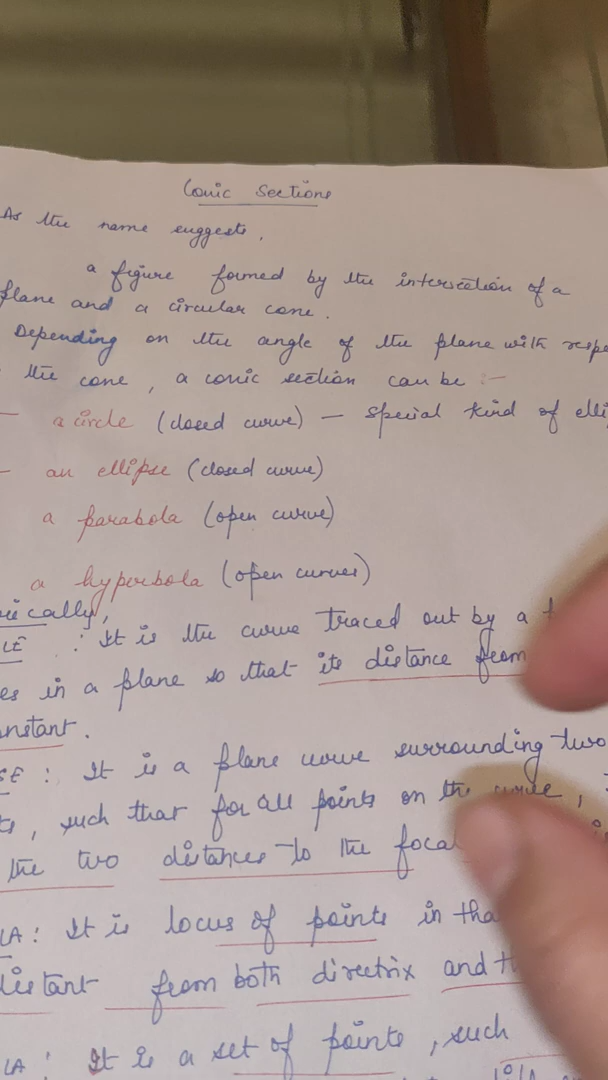 Conic Sections
As the name suggests,
a figure formed by the intersection of a
plane and a circular cone.
Depending on the angle of the plane with respe
the cone, a conic section can be :-
— a circle (closed curve) — special kind of elli
— an ellipse (closed curve)
a parabola (open curve)
a hyperbola (open curves)
ically,
LE : It is the curve traced out by a
es in a plane so that its distance from
nstant.
SE : It is a plane curve surrounding two
ts, such that for all points on the curve,
the two distances to the focal
LA : It is locus of points in tha
distant from both directrix and t
LA : It is a set of points, such